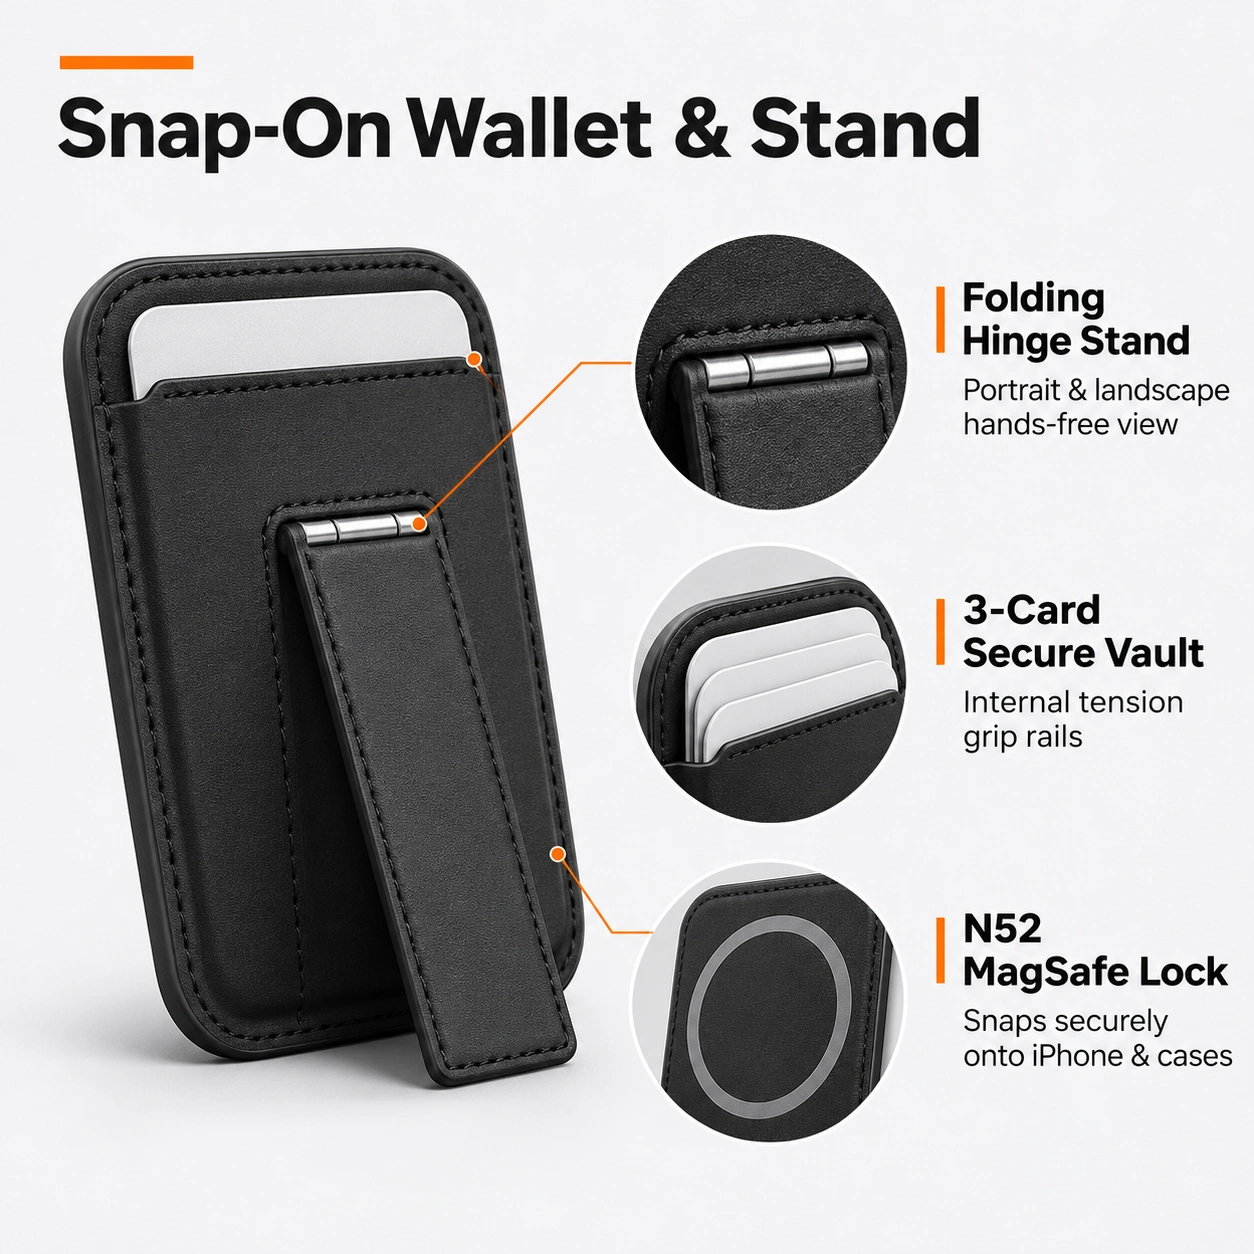 Snap-On Wallet & Stand
Folding
Hinge Stand
Portrait & landscape
hands-free view
3-Card
Secure Vault
Internal tension
grip rails
N52
MagSafe Lock
Snaps securely
onto iPhone & cases